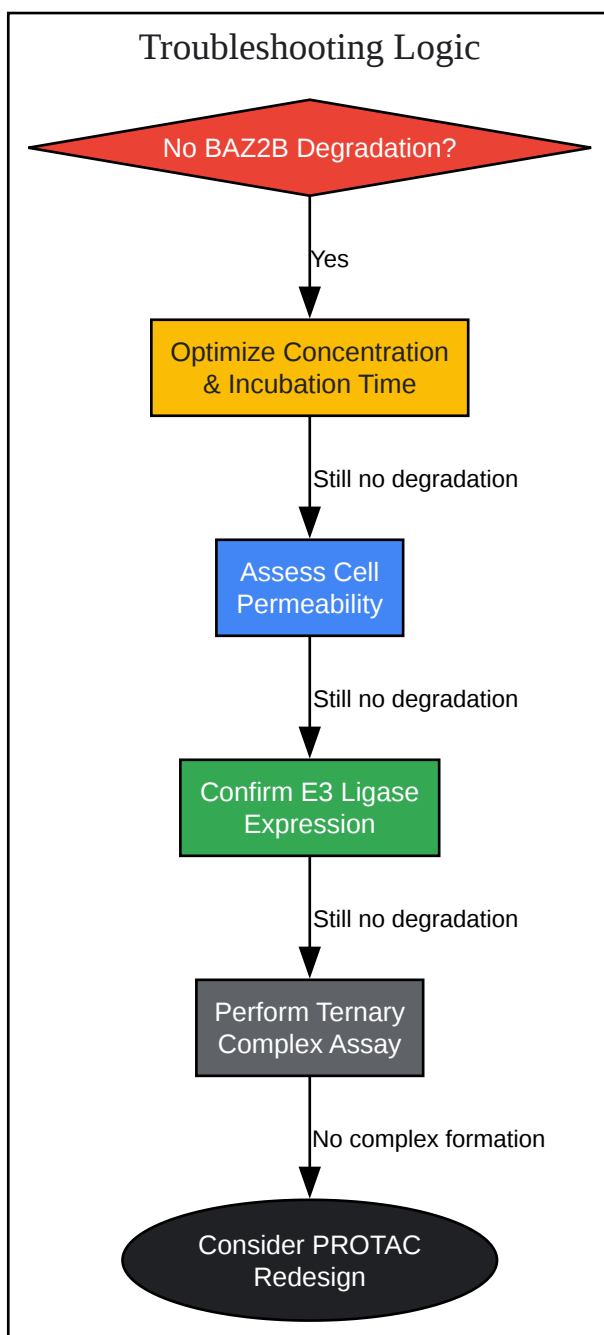 Troubleshooting Logic
No BAZ2B Degradation?
Yes
Optimize Concentration
& Incubation Time
Still no degradation
Assess Cell
Permeability
Still no degradation
Confirm E3 Ligase
Expression
Still no degradation
Perform Ternary
Complex Assay
No complex formation
Consider PROTAC
Redesign